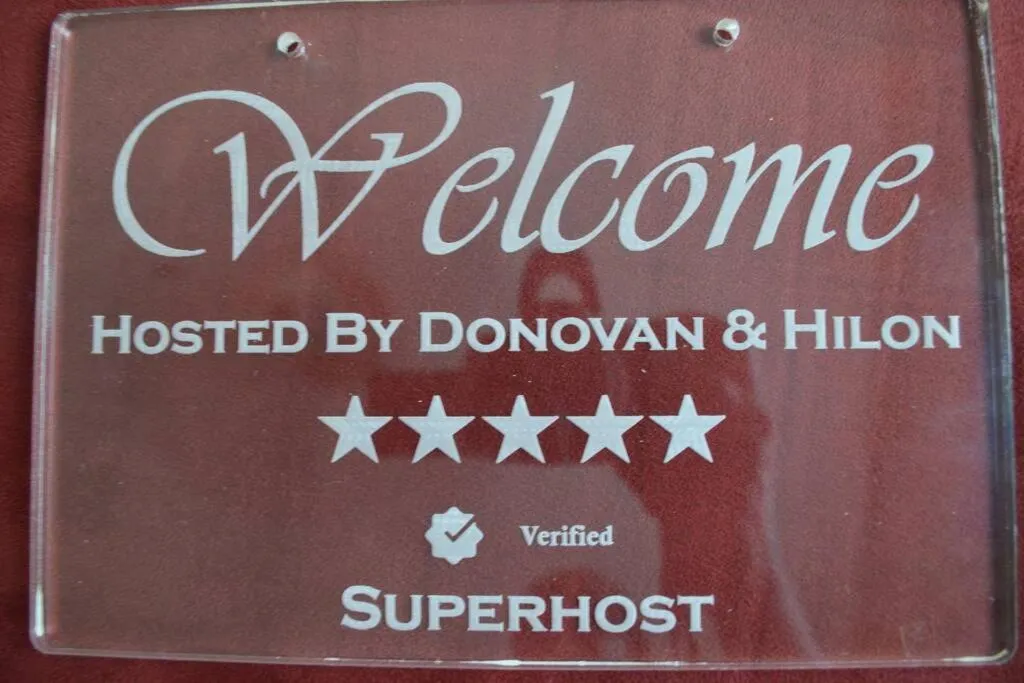 Welcome
Hosted By Donovan & Hilon
Verified
Superhost